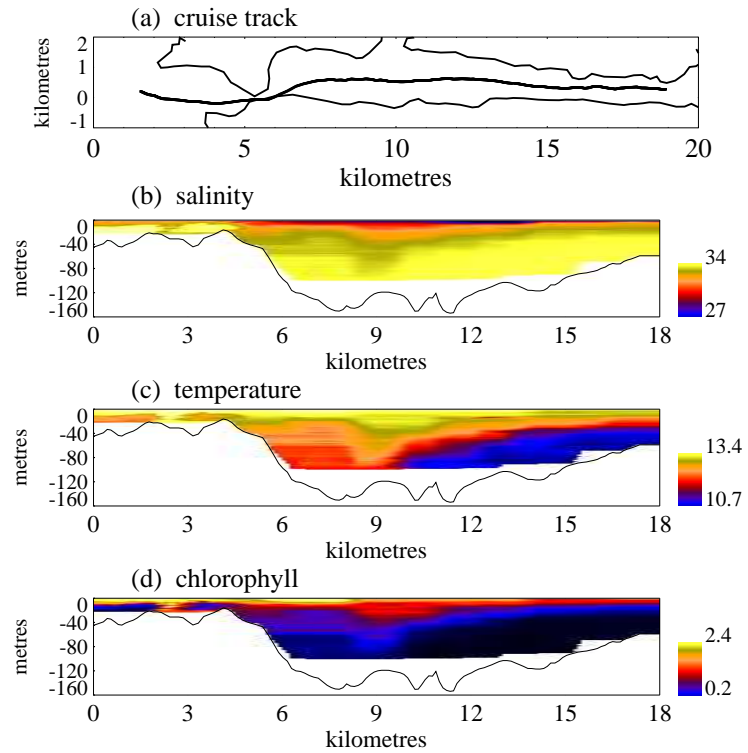 (a) cruise track
kilometres
2
1
0
-1
0 5 10 15 20
kilometres
(b) salinity
metres
0
-40
-80
-120
-160
34
27
0 3 6 9 12 15 18
kilometres
(c) temperature
metres
0
-40
-80
-120
-160
13.4
10.7
0 3 6 9 12 15 18
kilometres
(d) chlorophyll
metres
0
-40
-80
-120
-160
2.4
0.2
0 3 6 9 12 15 18
kilometres